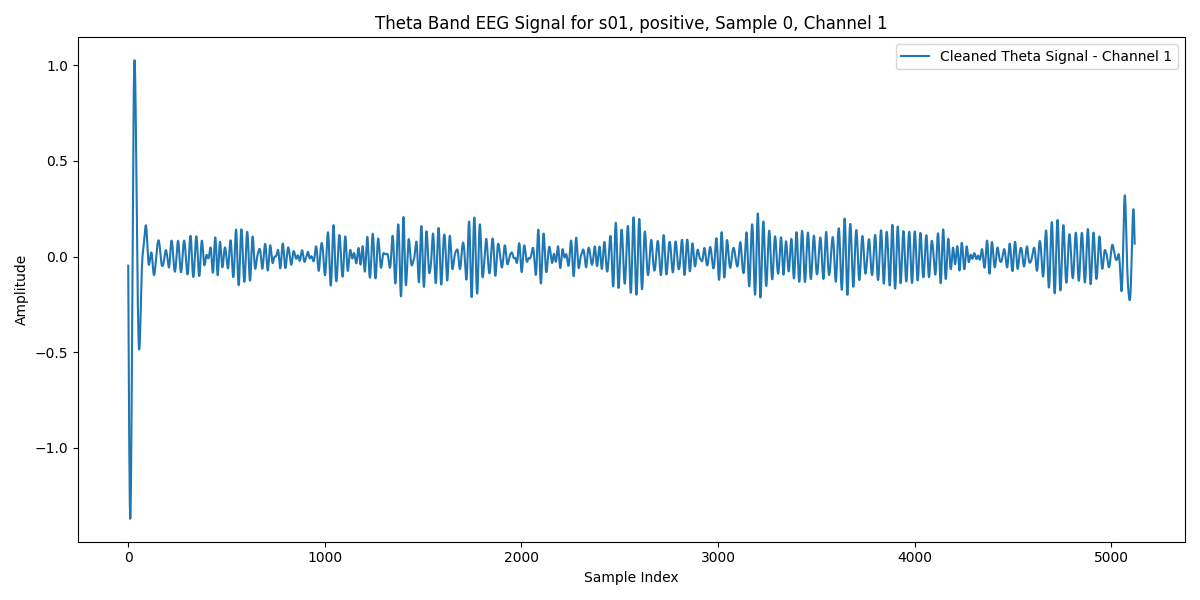 Theta Band EEG Signal for s01, positive, Sample 0, Channel 1
Cleaned Theta Signal - Channel 1
1.0
0.5
0.0
−0.5
−1.0
Amplitude
0 1000 2000 3000 4000 5000
Sample Index